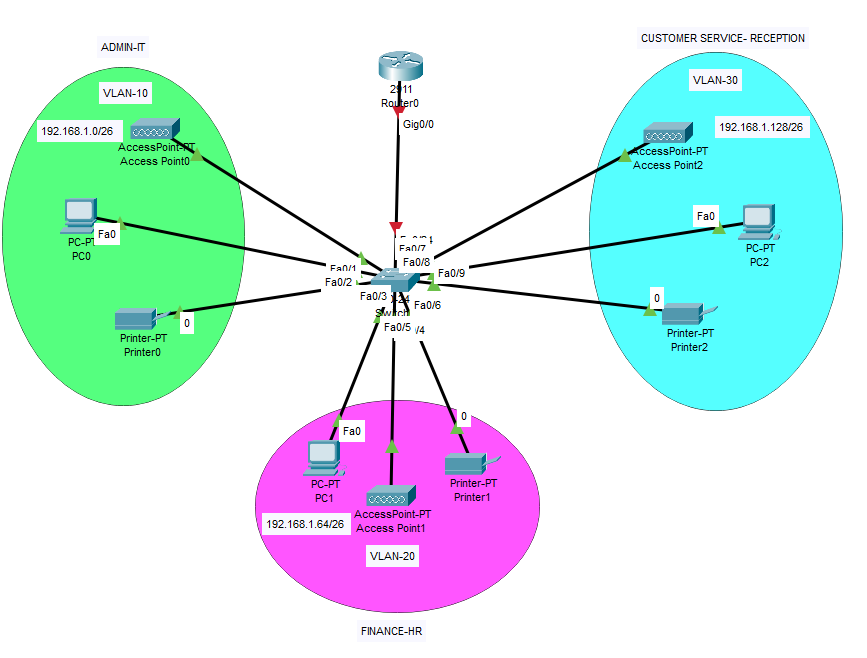 ADMIN-IT
CUSTOMER SERVICE- RECEPTION
VLAN-10
VLAN-30
2911
Router0
Gig0/0
192.168.1.0/26
192.168.1.128/26
AccessPoint-PT
Access Point0
AccessPoint-PT
Access Point2
Fa0
PC-PT
PC0
Fa0
PC-PT
PC2
Fa0/7
Fa0/8
Fa0/1
Fa0/9
Fa0/2
Fa0/3
Fa0/6
Fa0/5
/4
0
Printer-PT
Printer0
0
Printer-PT
Printer2
Fa0
PC-PT
PC1
0
Printer-PT
Printer1
AccessPoint-PT
Access Point1
192.168.1.64/26
VLAN-20
FINANCE-HR